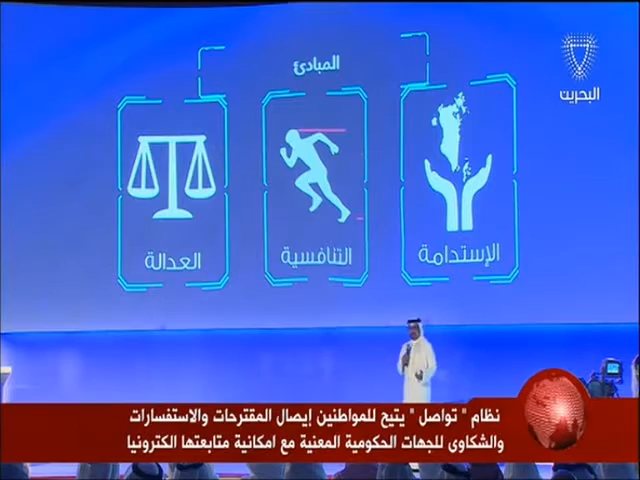 المبادئ
البحرين
الإستدامة
التنافسية
العدالة
نظام " تواصل " يتيح للمواطنين إيصال المقترحات والاستفسارات
والشكاوى للجهات الحكومية المعنية مع امكانية متابعتها الكترونيا